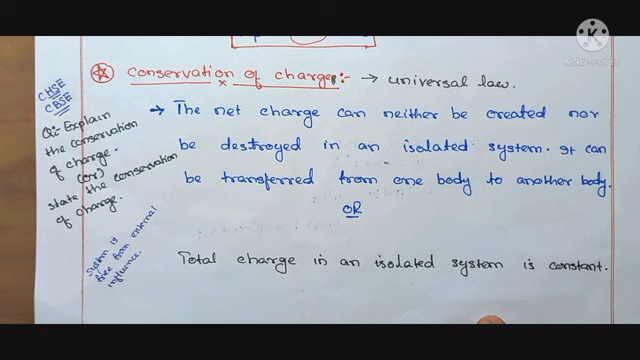 KINEMASTER
conservation of charge:- → universal law.
CHSE
CBSE
Q:- Explain
the conservation
of charge.
(or)
state the conservation
of charge.
→ The net charge can neither be created nor
be destroyed in an isolated system. It can
be transferred from one body to another body.
OR
System is
free from external
influence.
Total charge in an isolated system is constant.